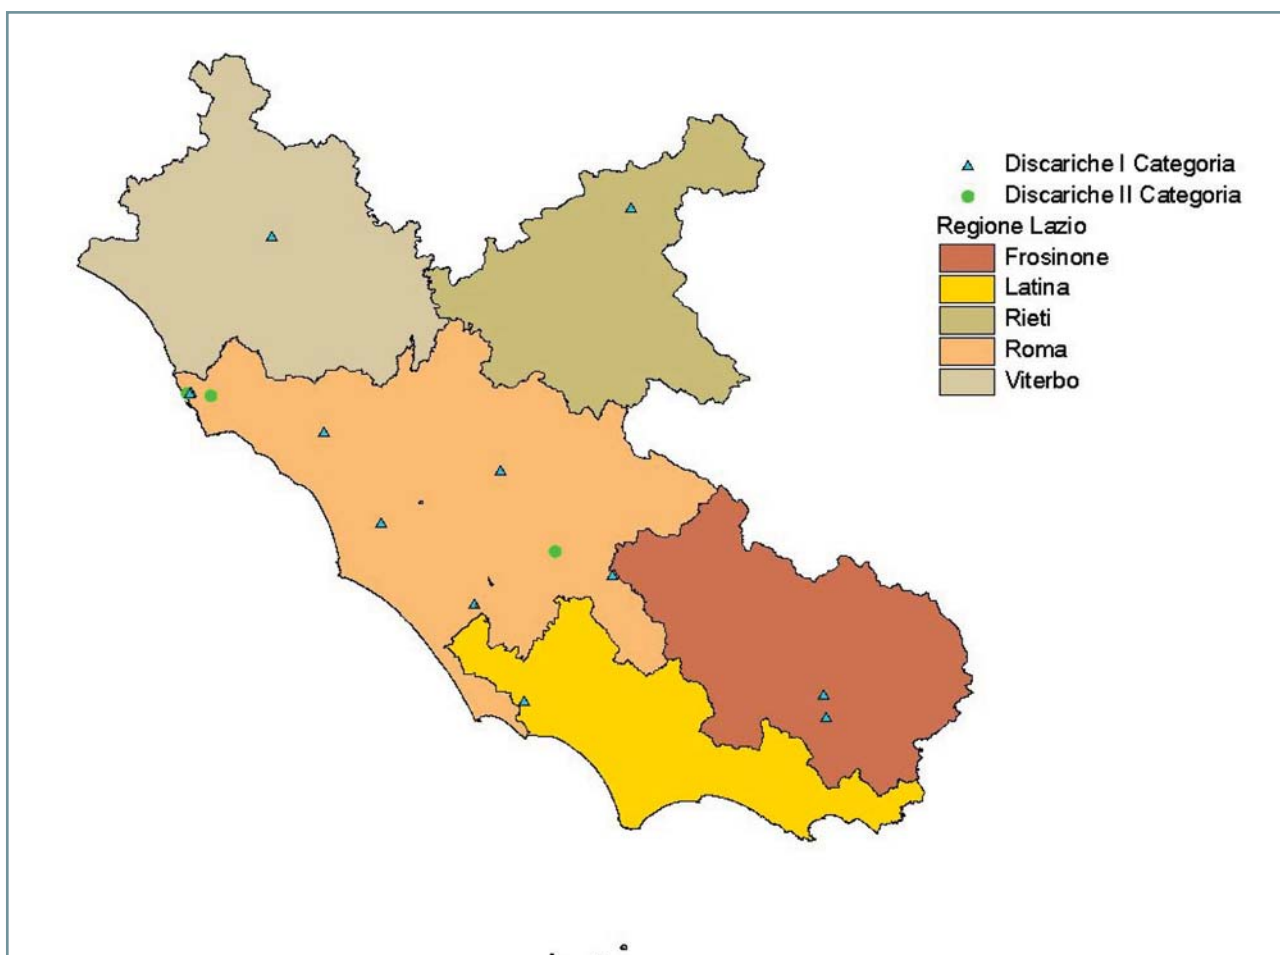 Discariche I Categoria
Discariche II Categoria
Regione Lazio
Frosinone
Latina
Rieti
Roma
Viterbo